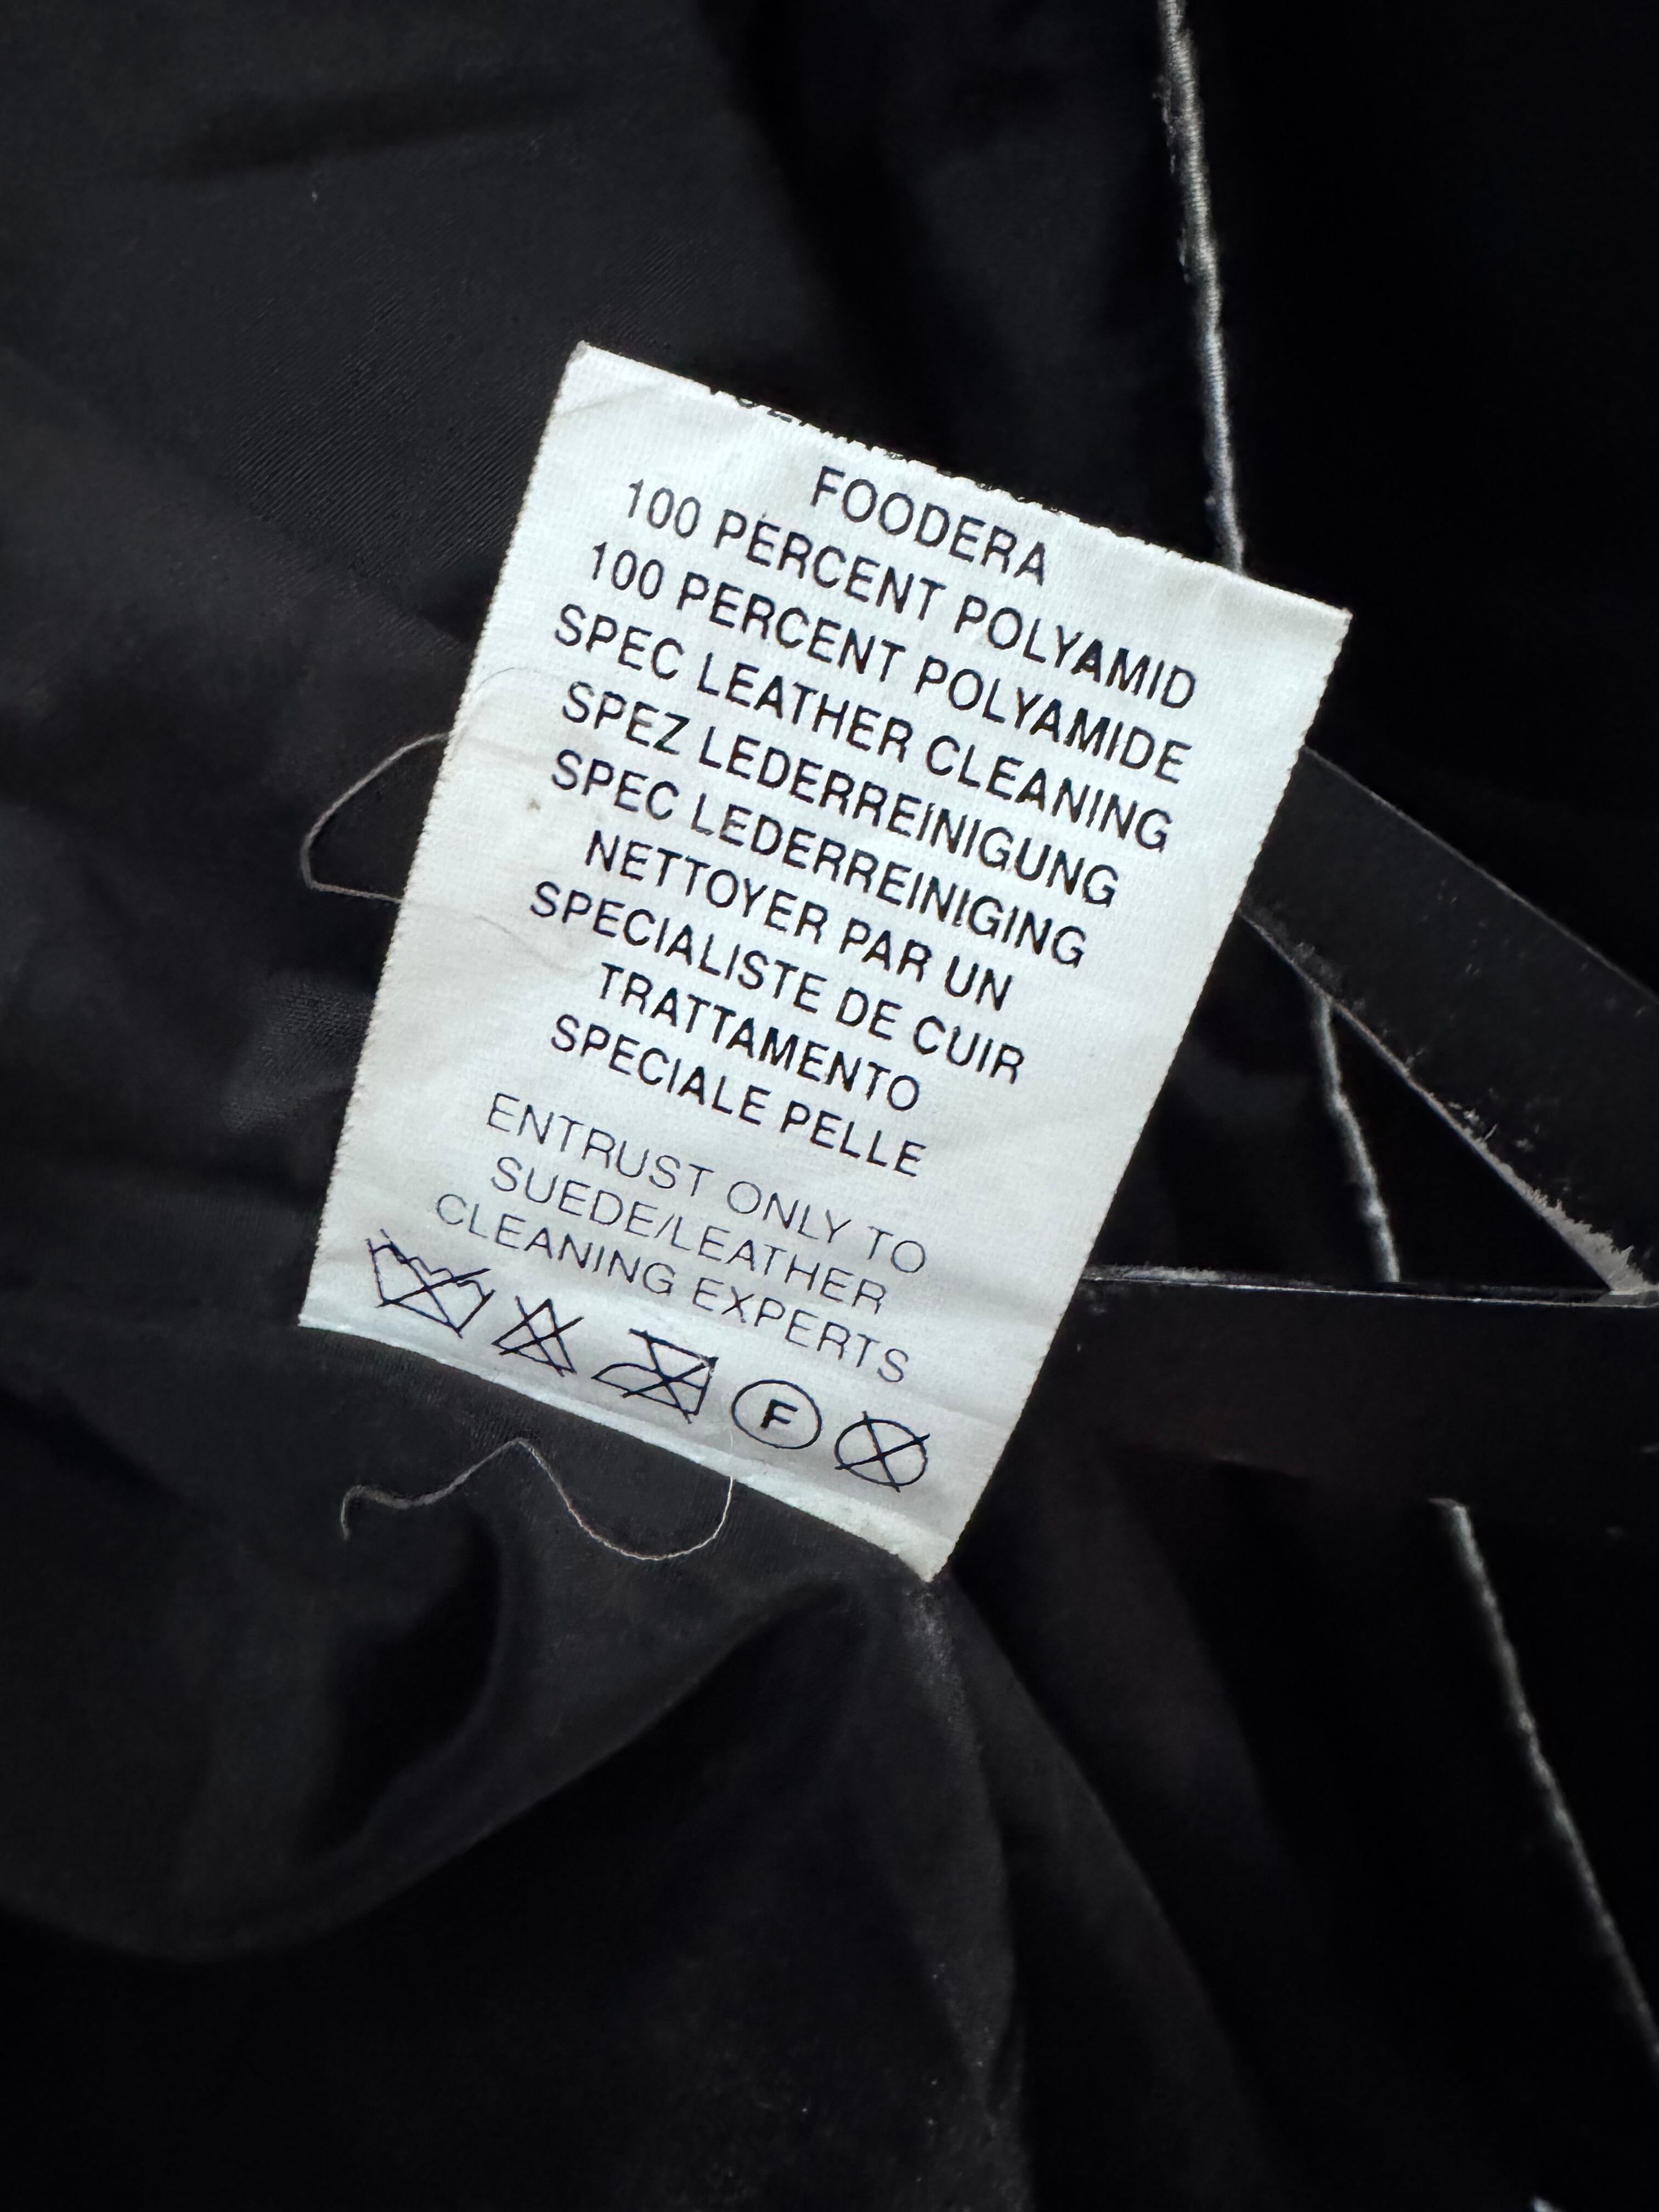 FOODERA
100 PERCENT POLYAMID
100 PERCENT POLYAMIDE
SPEC LEATHER CLEANING
SPEZ LEDERREINIGUNG
SPEC LEDERREINIGING
NETTOYER PAR UN
SPECIALISTE DE CUIR
TRATTAMENTO
SPECIALE PELLE
ENTRUST ONLY TO
SUEDE/LEATHER
CLEANING EXPERTS
F